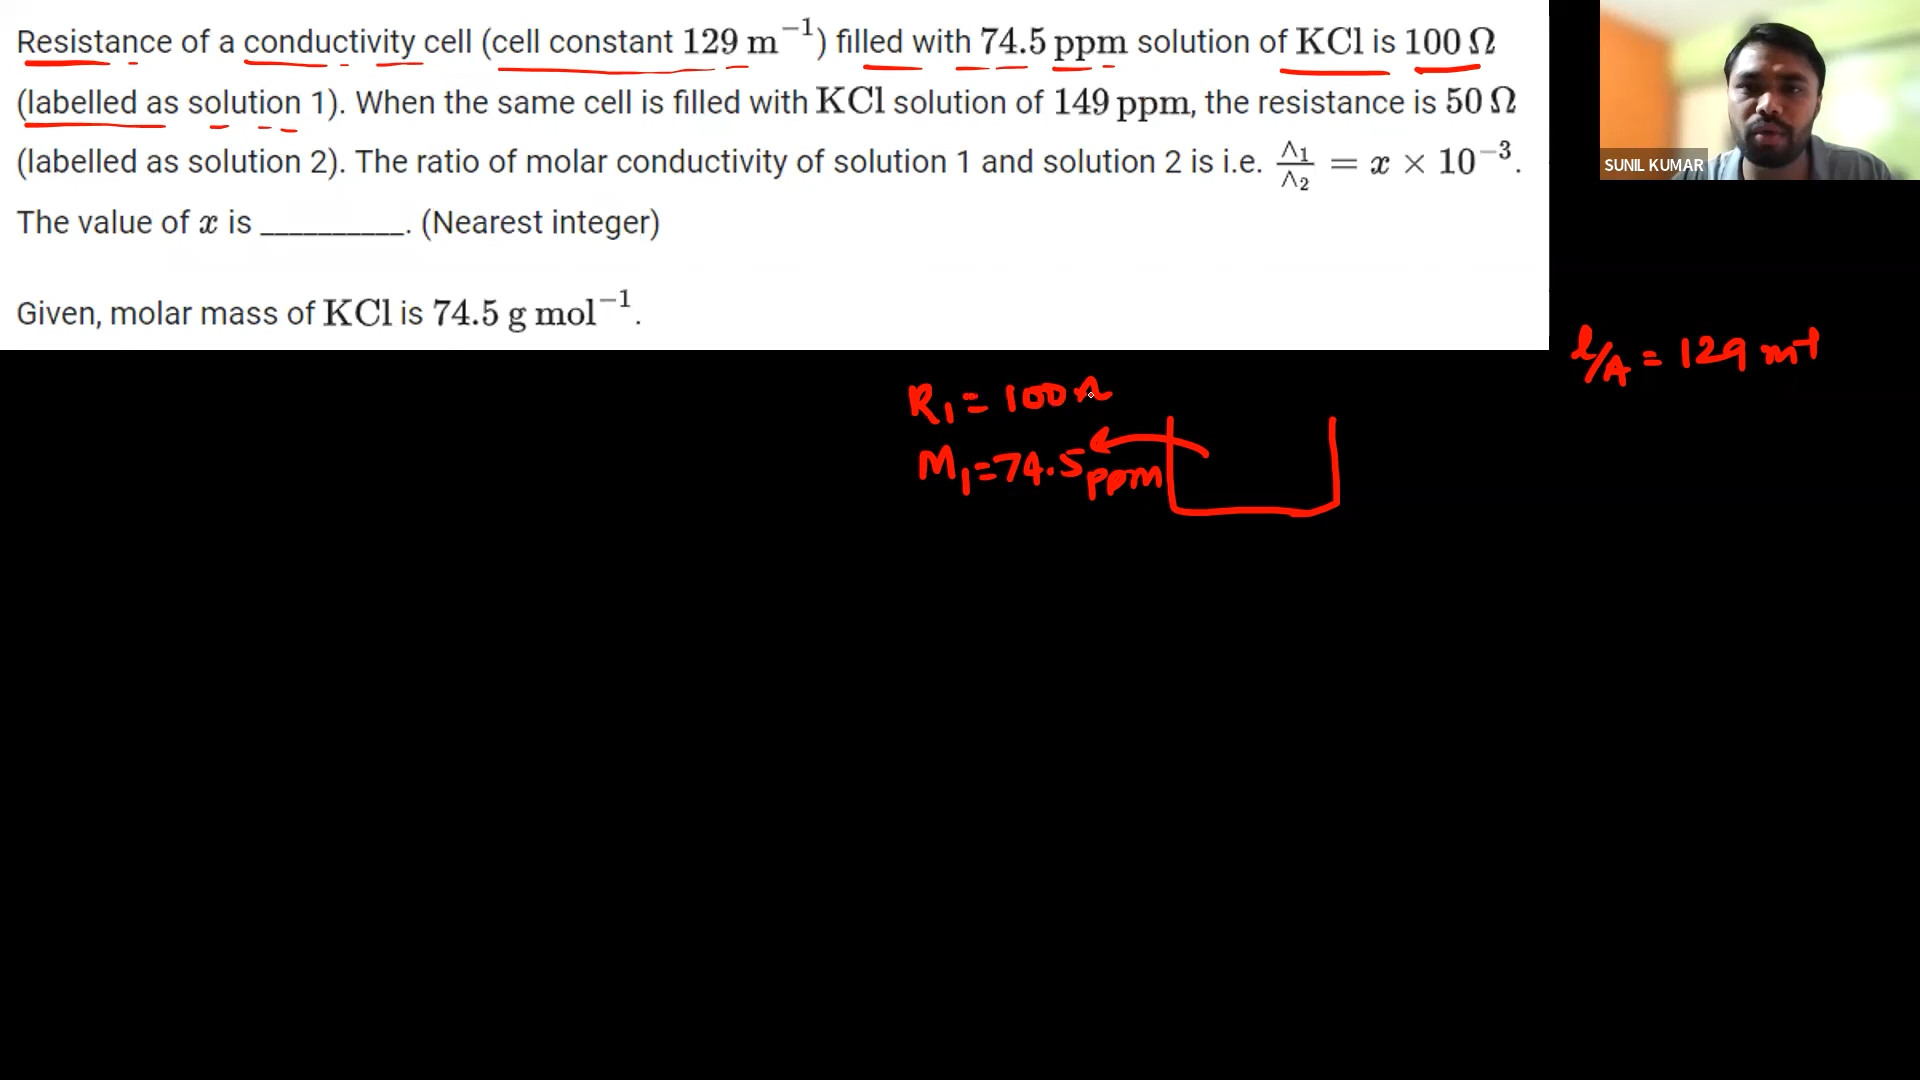 Resistance of a conductivity cell (cell constant 129 m⁻¹) filled with 74.5 ppm solution of KCl is 100 Ω
(labelled as solution 1). When the same cell is filled with KCl solution of 149 ppm, the resistance is 50 Ω
(labelled as solution 2). The ratio of molar conductivity of solution 1 and solution 2 is i.e. ∧₁/∧₂ = x × 10⁻³.
The value of x is __________. (Nearest integer)
Given, molar mass of KCl is 74.5 g mol⁻¹.
SUNIL KUMAR
l/A = 129 m⁻¹
R₁ = 100 Ω
M₁ = 74.5 ppm